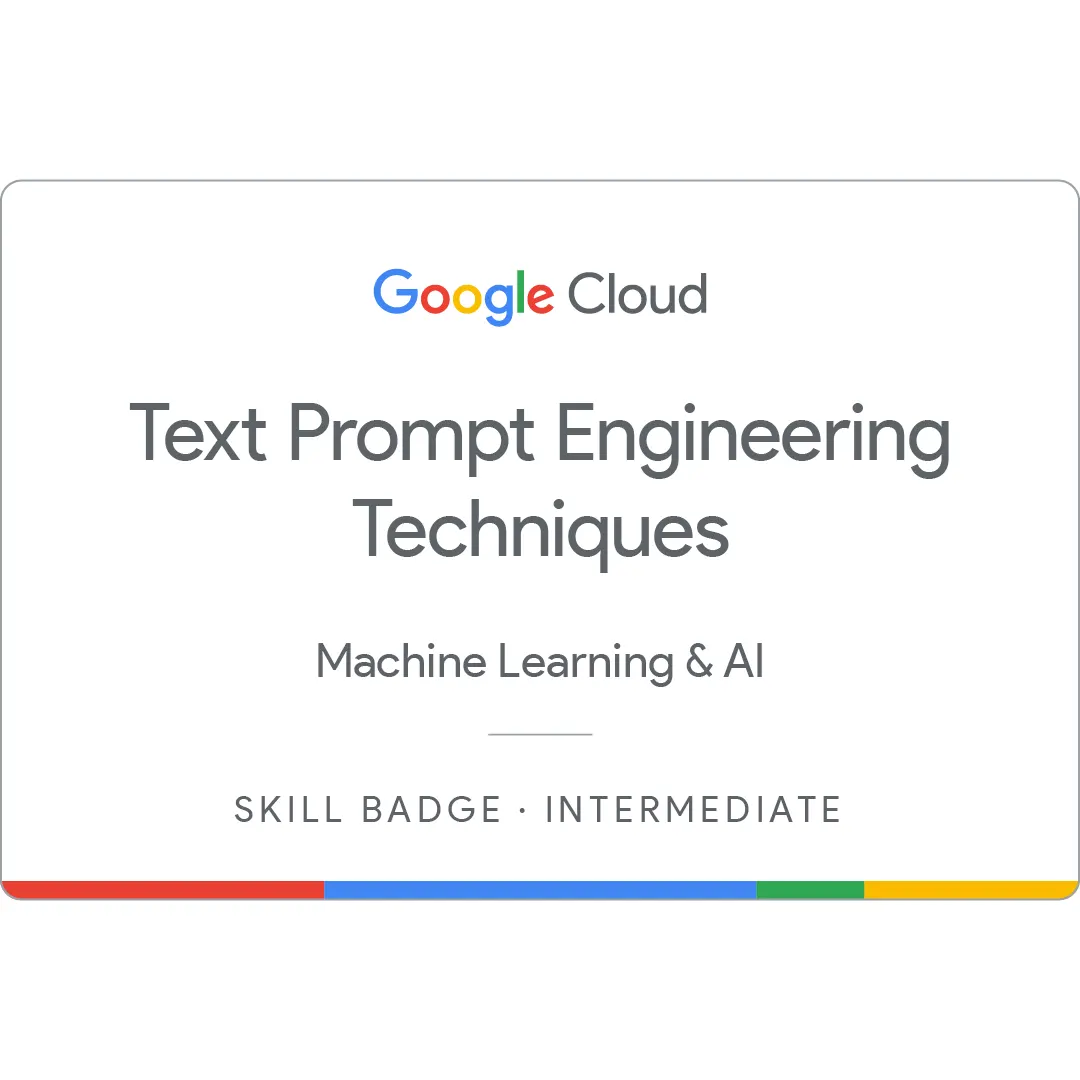 Google Cloud
Text Prompt Engineering
Techniques
Machine Learning & AI
SKILL BADGE · INTERMEDIATE